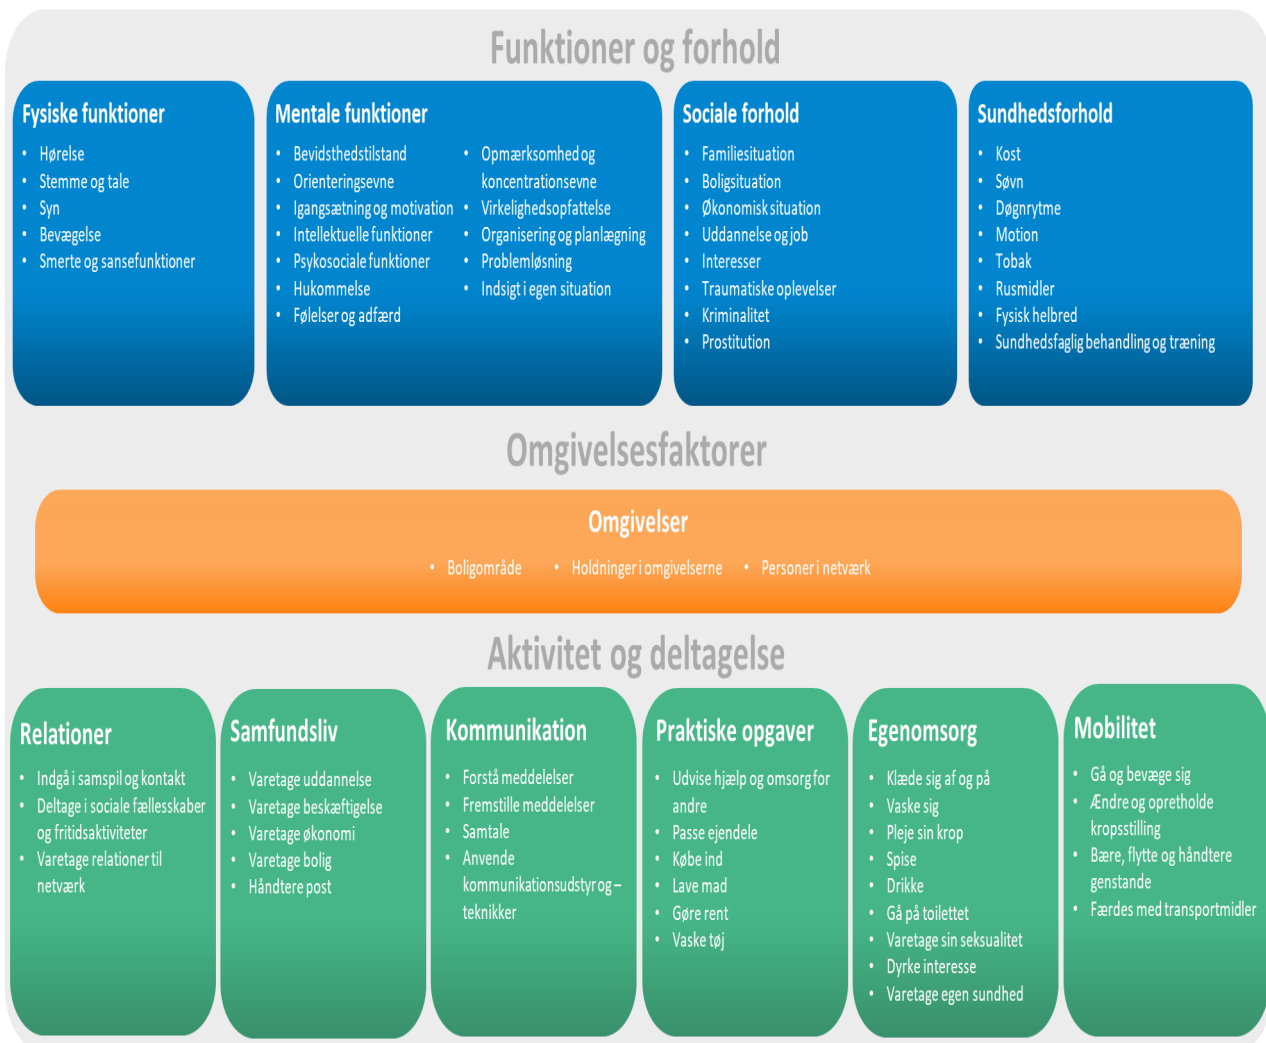 Funktioner og forhold
Fysiske funktioner
• Hørelse
• Stemme og tale
• Syn
• Bevægelse
• Smerte og sansefunktioner
Mentale funktioner
• Bevidsthedstilstand
• Orienteringsevne
• Igangsætning og motivation
• Intellektuelle funktioner
• Psykosociale funktioner
• Hukommelse
• Følelser og adfærd
• Opmærksomhed og
koncentrationsevne
• Virkelighedsopfattelse
• Organisering og planlægning
• Problemløsning
• Indsigt i egen situation
Sociale forhold
• Familiesituation
• Boligsituation
• Økonomisk situation
• Uddannelse og job
• Interesser
• Traumatiske oplevelser
• Kriminalitet
• Prostitution
Sundhedsforhold
• Kost
• Søvn
• Døgnrytme
• Motion
• Tobak
• Rusmidler
• Fysisk helbred
• Sundhedsfaglig behandling og træning
Omgivelsesfaktorer
Omgivelser
• Boligområde • Holdninger i omgivelserne • Personer i netværk
Aktivitet og deltagelse
Relationer
• Indgå i samspil og kontakt
• Deltage i sociale fællesskaber
og fritidsaktiviteter
• Varetage relationer til
netværk
Samfundsliv
• Varetage uddannelse
• Varetage beskæftigelse
• Varetage økonomi
• Varetage bolig
• Håndtere post
Kommunikation
• Forstå meddelelser
• Fremstille meddelelser
• Samtale
• Anvende
kommunikationsudstyr og –
teknikker
Praktiske opgaver
• Udvise hjælp og omsorg for
andre
• Passe ejendele
• Købe ind
• Lave mad
• Gøre rent
• Vaske tøj
Egenomsorg
• Klæde sig af og på
• Vaske sig
• Pleje sin krop
• Spise
• Drikke
• Gå på toilettet
• Varetage sin seksualitet
• Dyrke interesse
• Varetage egen sundhed
Mobilitet
• Gå og bevæge sig
• Ændre og opretholde
kropsstilling
• Bære, flytte og håndtere
genstande
• Færdes med transportmidler